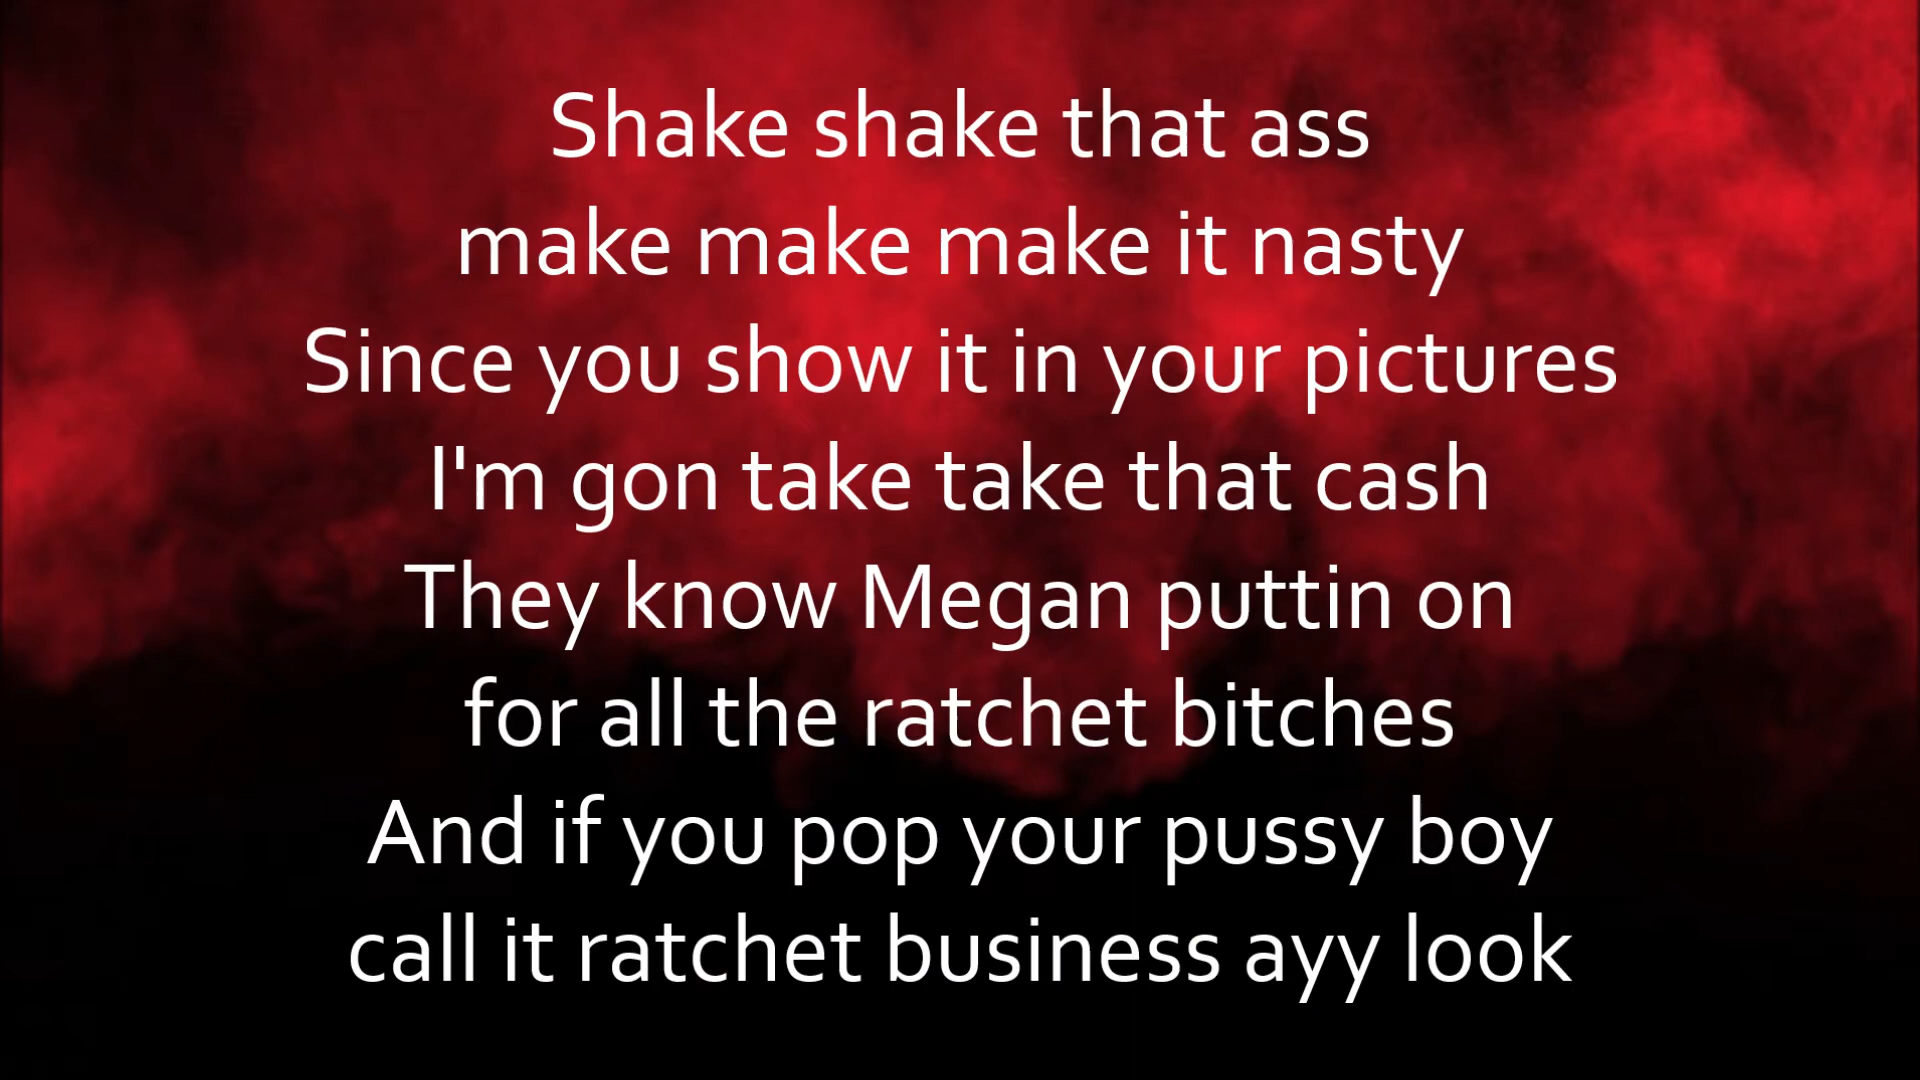 Shake shake that ass
make make make it nasty
Since you show it in your pictures
I'm gon take take that cash
They know Megan puttin on
for all the ratchet bitches
And if you pop your pussy boy
call it ratchet business ayy look